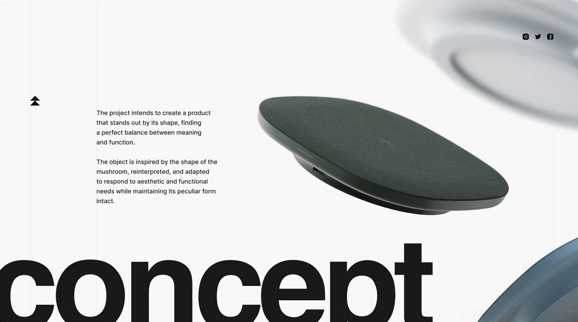 The project intends to create a product
that stands out by its shape, finding
a perfect balance between meaning
and function.
The object is inspired by the shape of the
mushroom, reinterpreted, and adapted
to respond to aesthetic and functional
needs while maintaining its peculiar form
intact.
concept